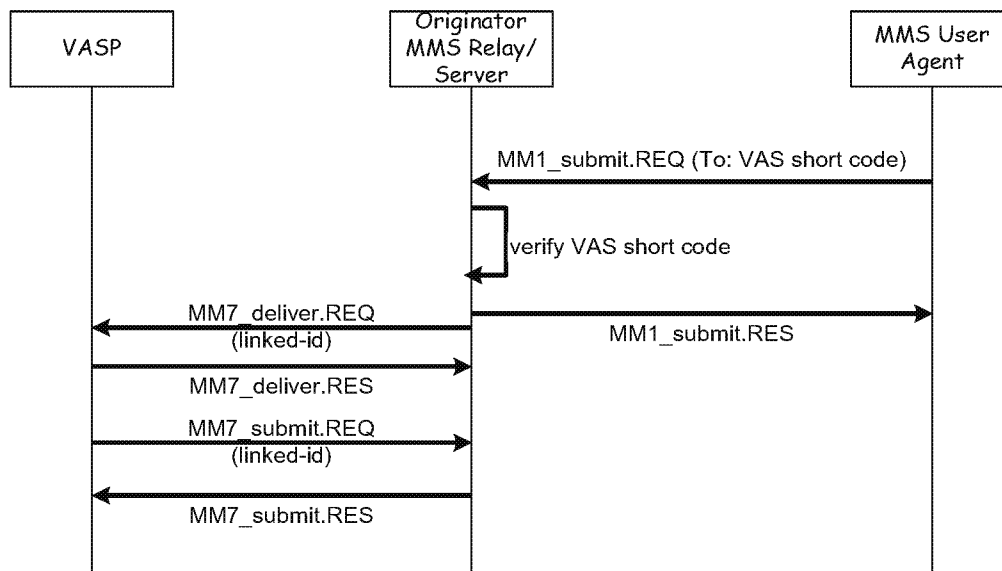 VASP
Originator
MMS Relay/
Server
MMS User
Agent
MM1_submit.REQ (To: VAS short code)
verify VAS short code
MM7_deliver.REQ
(linked-id)
MM1_submit.RES
MM7_deliver.RES
MM7_submit.REQ
(linked-id)
MM7_submit.RES